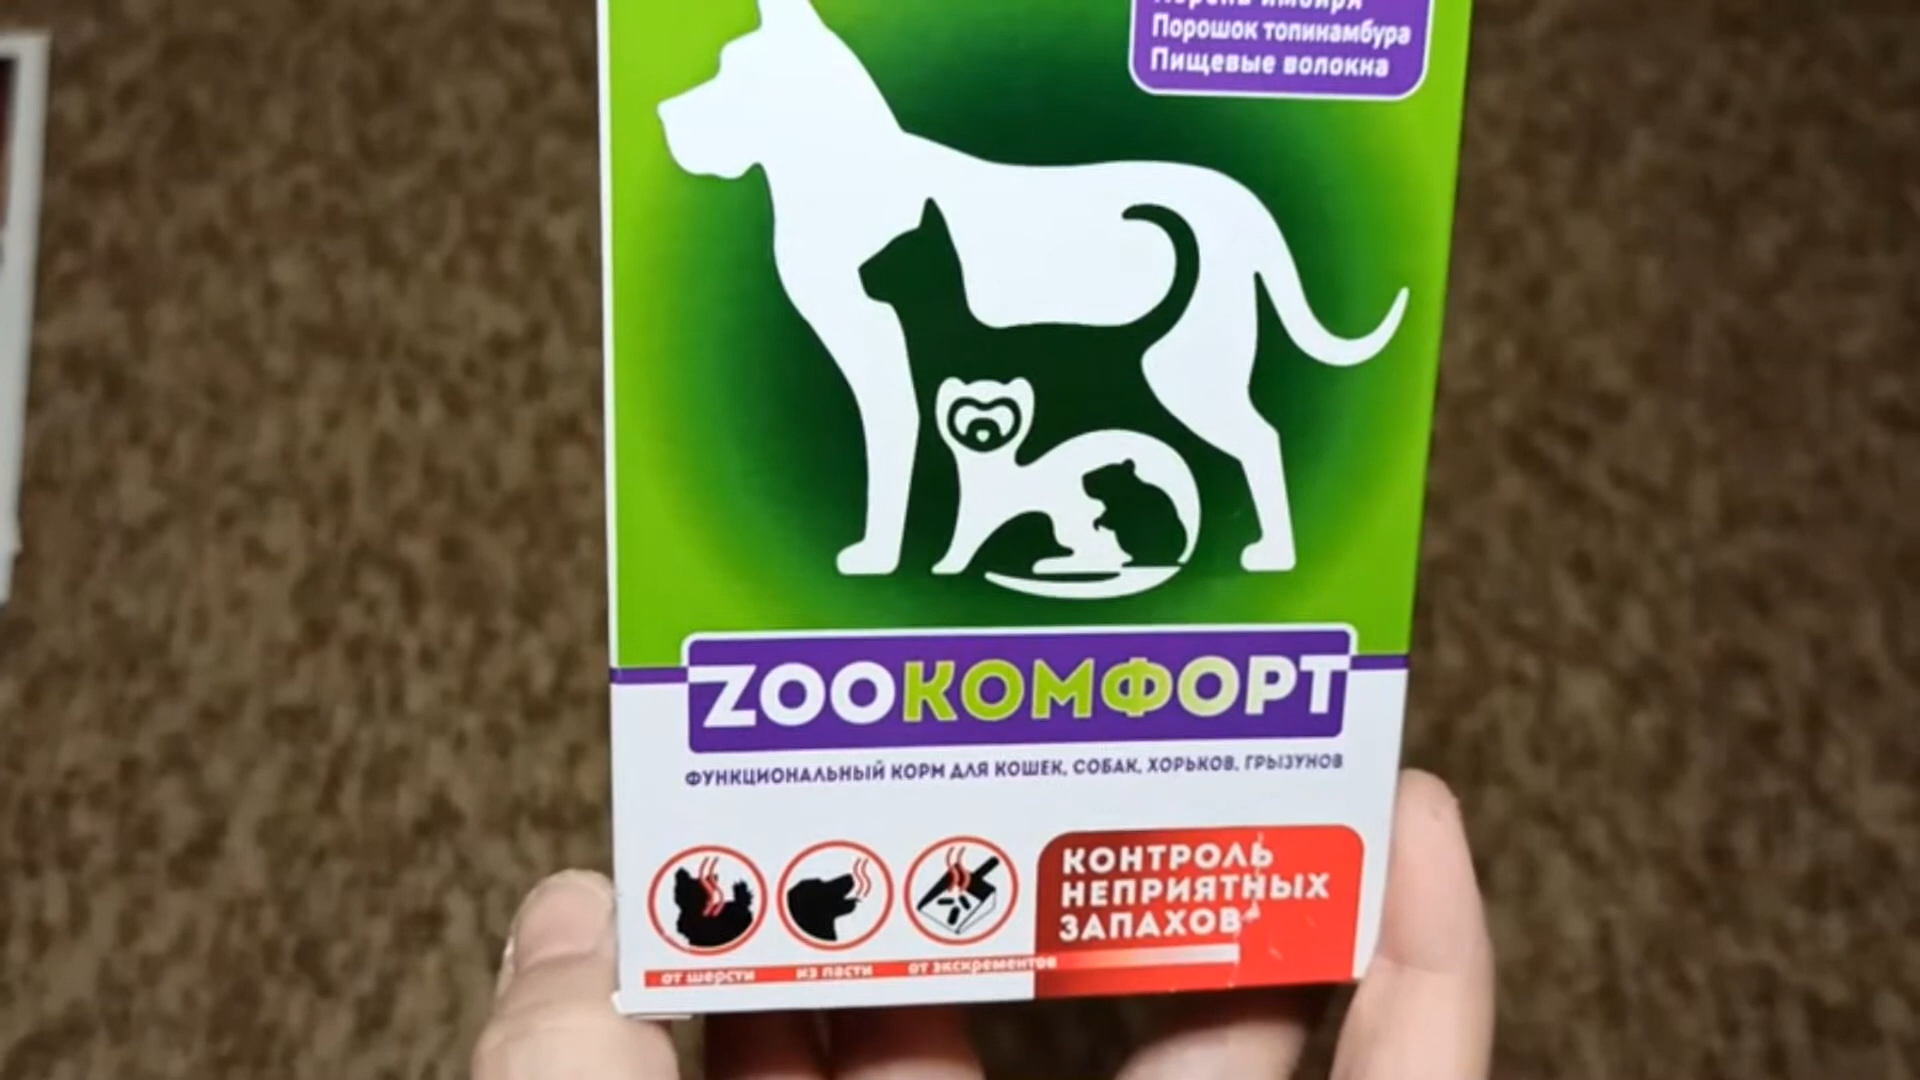 Порошок топинамбура
Пищевые волокна
ZOOКОМФОРТ
ФУНКЦИОНАЛЬНЫЙ КОРМ ДЛЯ КОШЕК, СОБАК, ХОРЬКОВ, ГРЫЗУНОВ
КОНТРОЛЬ
НЕПРИЯТНЫХ
ЗАПАХОВ
от шерсти из пасти от экскрементов